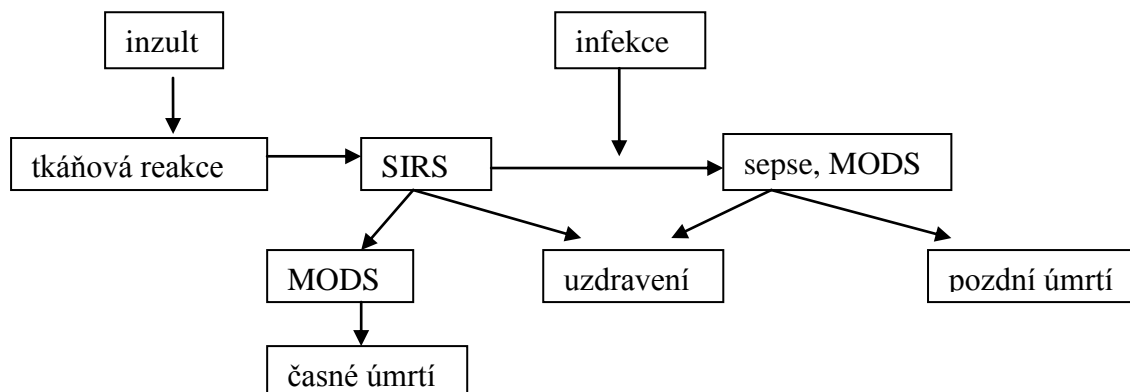 inzult
infekce
tkáňová reakce
SIRS
sepse, MODS
MODS
uzdravení
pozdní úmrtí
časné úmrtí